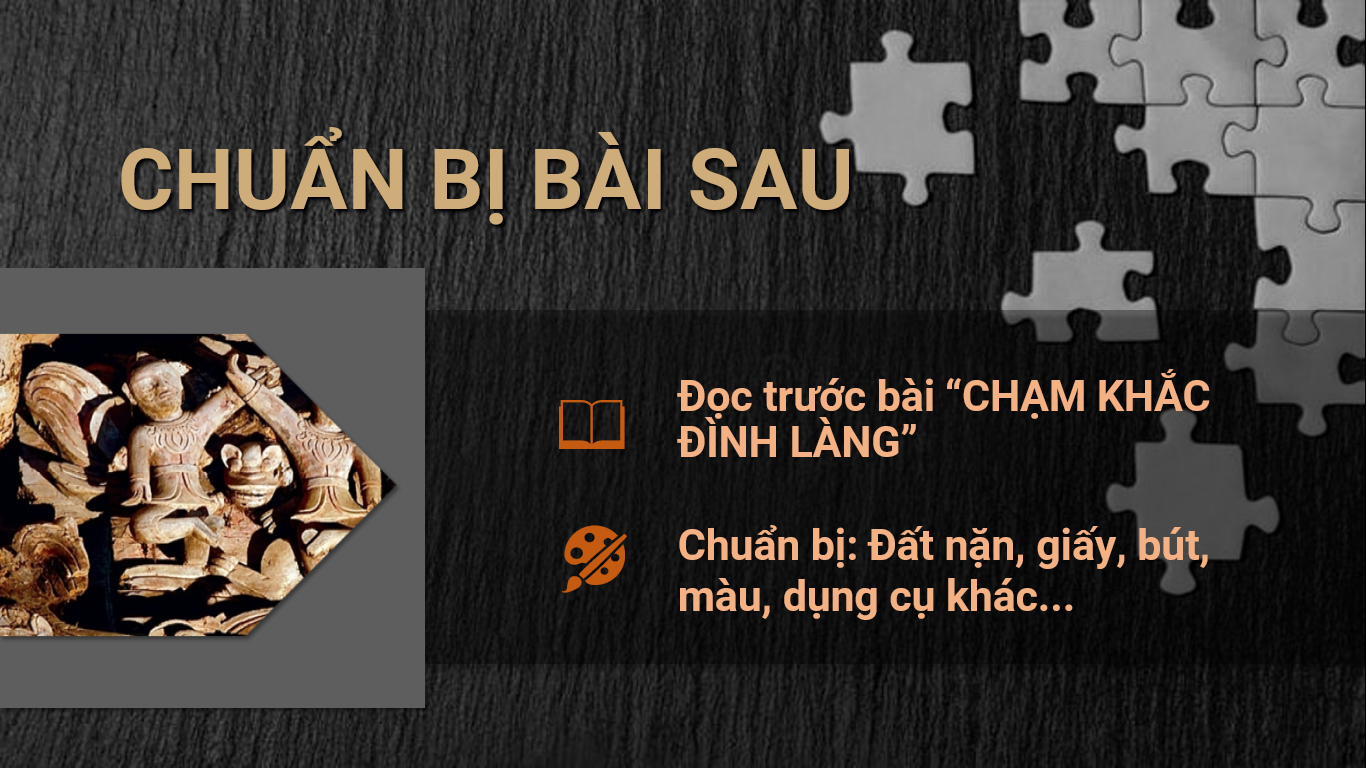 CHUẨN BỊ BÀI SAU
Đọc trước bài “CHẠM KHẮC
ĐÌNH LÀNG”
Chuẩn bị: Đất nặn, giấy, bút,
màu, dụng cụ khác...